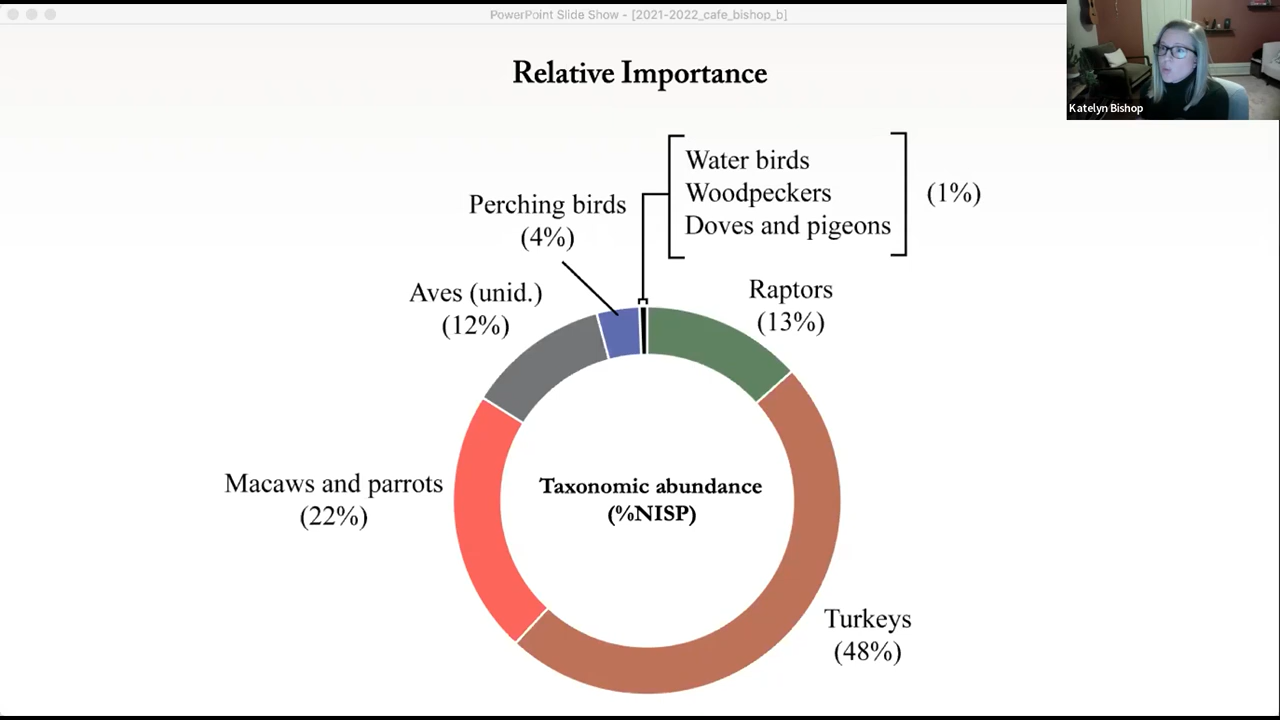 PowerPoint Slide Show - [2021-2022_cafe_bishop_b]
Katelyn Bishop
Relative Importance
Water birds
Woodpeckers
Doves and pigeons
(1%)
Perching birds
(4%)
Aves (unid.)
(12%)
Raptors
(13%)
Macaws and parrots
(22%)
Taxonomic abundance
(%NISP)
Turkeys
(48%)